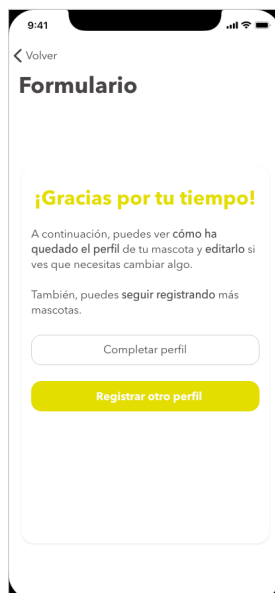 9:41
Volver
Formulario
¡Gracias por tu tiempo!
A continuación, puedes ver cómo ha
quedado el perfil de tu mascota y editarlo si
ves que necesitas cambiar algo.
También, puedes seguir registrando más
mascotas.
Completar perfil
Registrar otro perfil